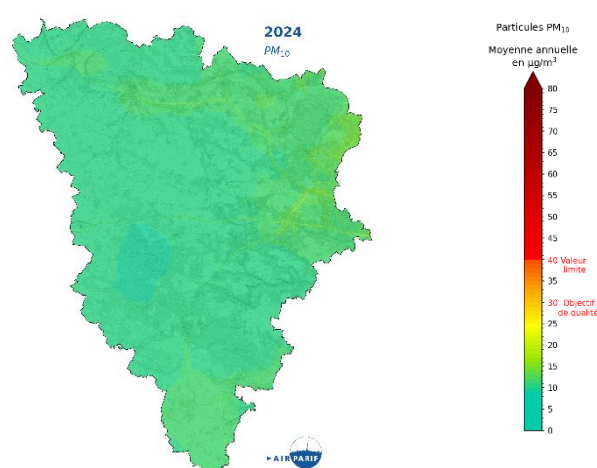 2024
PM₁₀
Particules PM₁₀
Moyenne annuelle
en µg/m³
80
75
70
65
60
55
50
45
40 Valeur
limite
35
30 Objectif
de qualité
25
20
15
10
5
0
AIRPARIF